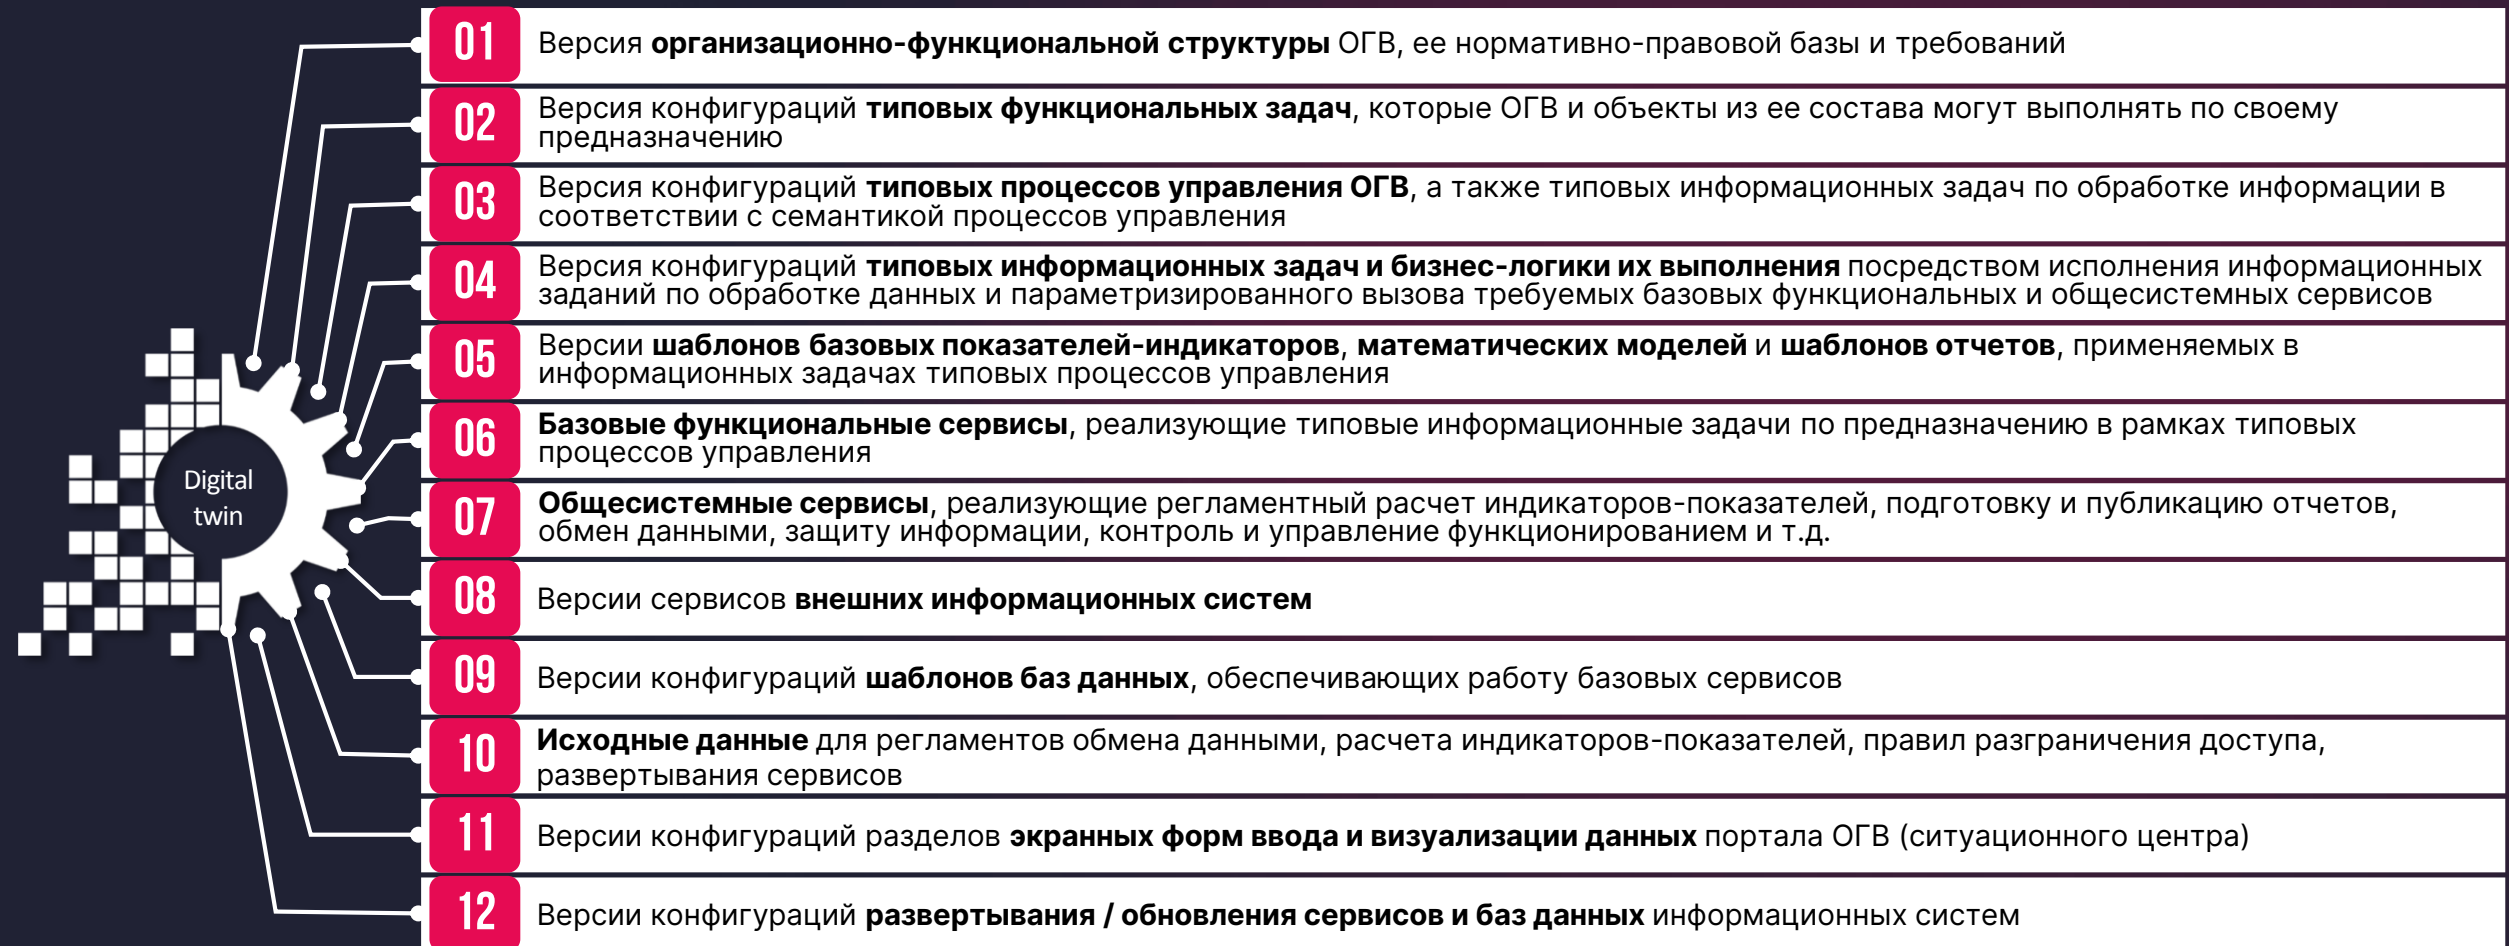 01
Версия организационно-функциональной структуры ОГВ, ее нормативно-правовой базы и требований
02
Версия конфигураций типовых функциональных задач, которые ОГВ и объекты из ее состава могут выполнять по своему
предназначению
03
Версия конфигураций типовых процессов управления ОГВ, а также типовых информационных задач по обработке информации в
соответствии с семантикой процессов управления
04
Версия конфигураций типовых информационных задач и бизнес-логики их выполнения посредством исполнения информационных
заданий по обработке данных и параметризированного вызова требуемых базовых функциональных и общесистемных сервисов
05
Версии шаблонов базовых показателей-индикаторов, математических моделей и шаблонов отчетов, применяемых в
информационных задачах типовых процессов управления
06
Базовые функциональные сервисы, реализующие типовые информационные задачи по предназначению в рамках типовых
процессов управления
Digital
twin
07
Общесистемные сервисы, реализующие регламентный расчет индикаторов-показателей, подготовку и публикацию отчетов,
обмен данными, защиту информации, контроль и управление функционированием и т.д.
08
Версии сервисов внешних информационных систем
09
Версии конфигураций шаблонов баз данных, обеспечивающих работу базовых сервисов
10
Исходные данные для регламентов обмена данными, расчета индикаторов-показателей, правил разграничения доступа,
развертывания сервисов
11
Версии конфигураций разделов экранных форм ввода и визуализации данных портала ОГВ (ситуационного центра)
12
Версии конфигураций развертывания / обновления сервисов и баз данных информационных систем